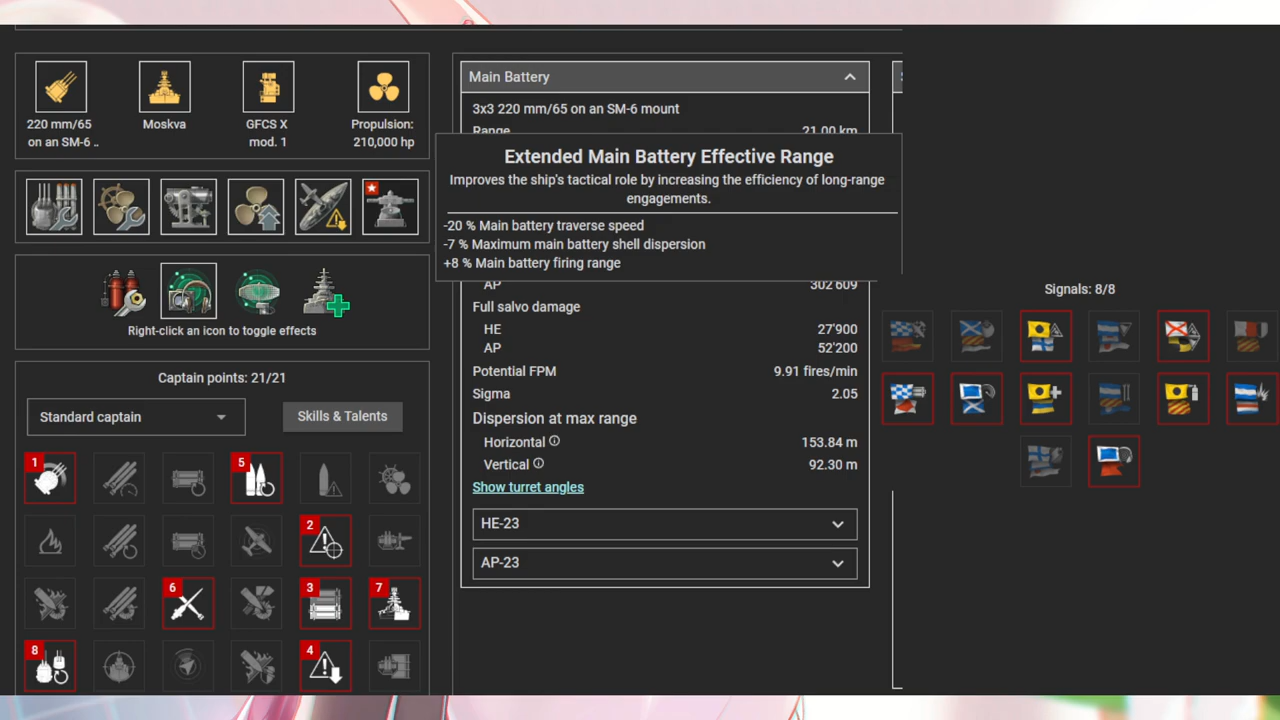 220 mm/65
on an SM-6 ..
Moskva
GFCS X
mod. 1
Propulsion:
210,000 hp
Right-click an icon to toggle effects
Captain points: 21/21
Standard captain
Skills & Talents
1
5
2
6
3
7
8
4
Main Battery
3x3 220 mm/65 on an SM-6 mount
Range 21.00 km
Extended Main Battery Effective Range
Improves the ship's tactical role by increasing the efficiency of long-range
engagements.
-20 % Main battery traverse speed
-7 % Maximum main battery shell dispersion
+8 % Main battery firing range
AP 302'609
Full salvo damage
HE 27'900
AP 52'200
Potential FPM 9.91 fires/min
Sigma 2.05
Dispersion at max range
Horizontal 153.84 m
Vertical 92.30 m
Show turret angles
HE-23
AP-23
Signals: 8/8